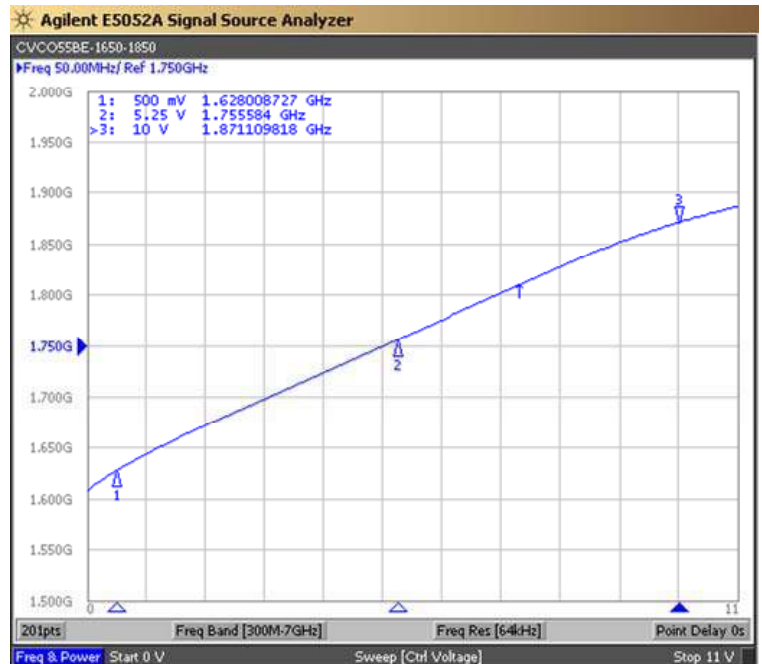 Agilent E5052A Signal Source Analyzer
CVCO55BE-1650-1850
Freq 50.00MHz/ Ref 1.750GHz
2.000G
1: 500 mV 1.628008727 GHz
2: 5.25 V 1.755584 GHz
>3: 10 V 1.871109818 GHz
1.950G
1.900G
3
1.850G
1.800G
1.750G
2
1.700G
1.650G
1
1.600G
1.550G
1.500G
0 11
201pts Freq Band [300M-7GHz] Freq Res [64kHz] Point Delay 0s
Freq & Power Start 0 V Sweep [Ctrl Voltage] Stop 11 V